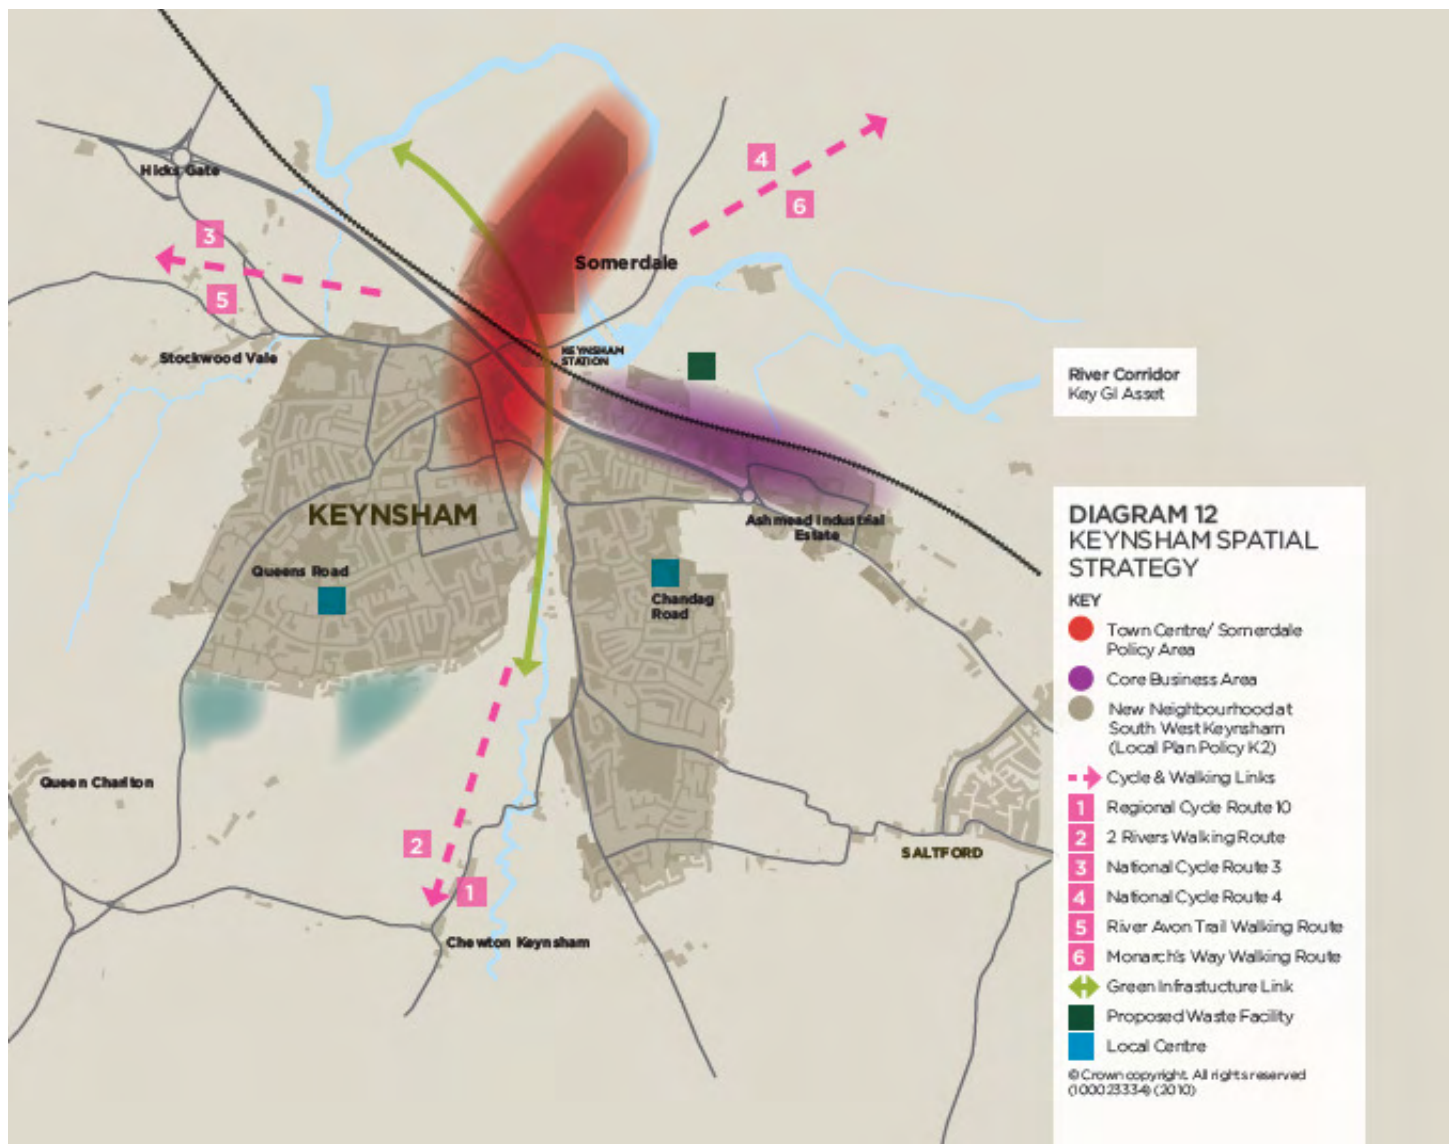 Hicks Gate
4
6
3
5
Somerdale
Stockwood Vale
KEYNSHAM
STATION
River Corridor
Key GI Asset
KEYNSHAM
Ashmead Industrial
Estate
Queens Road
Chandag
Road
Queen Charlton
2
1
SALTFORD
Chewton Keynsham
DIAGRAM 12
KEYNSHAM SPATIAL
STRATEGY
KEY
Town Centre/ Somerdale
Policy Area
Core Business Area
New Neighbourhood at
South West Keynsham
(Local Plan Policy K2)
Cycle & Walking Links
1 Regional Cycle Route 10
2 2 Rivers Walking Route
3 National Cycle Route 3
4 National Cycle Route 4
5 River Avon Trail Walking Route
6 Monarch's Way Walking Route
Green Infrastucture Link
Proposed Waste Facility
Local Centre
© Crown copyright. All rights reserved
(100023334) (2010)